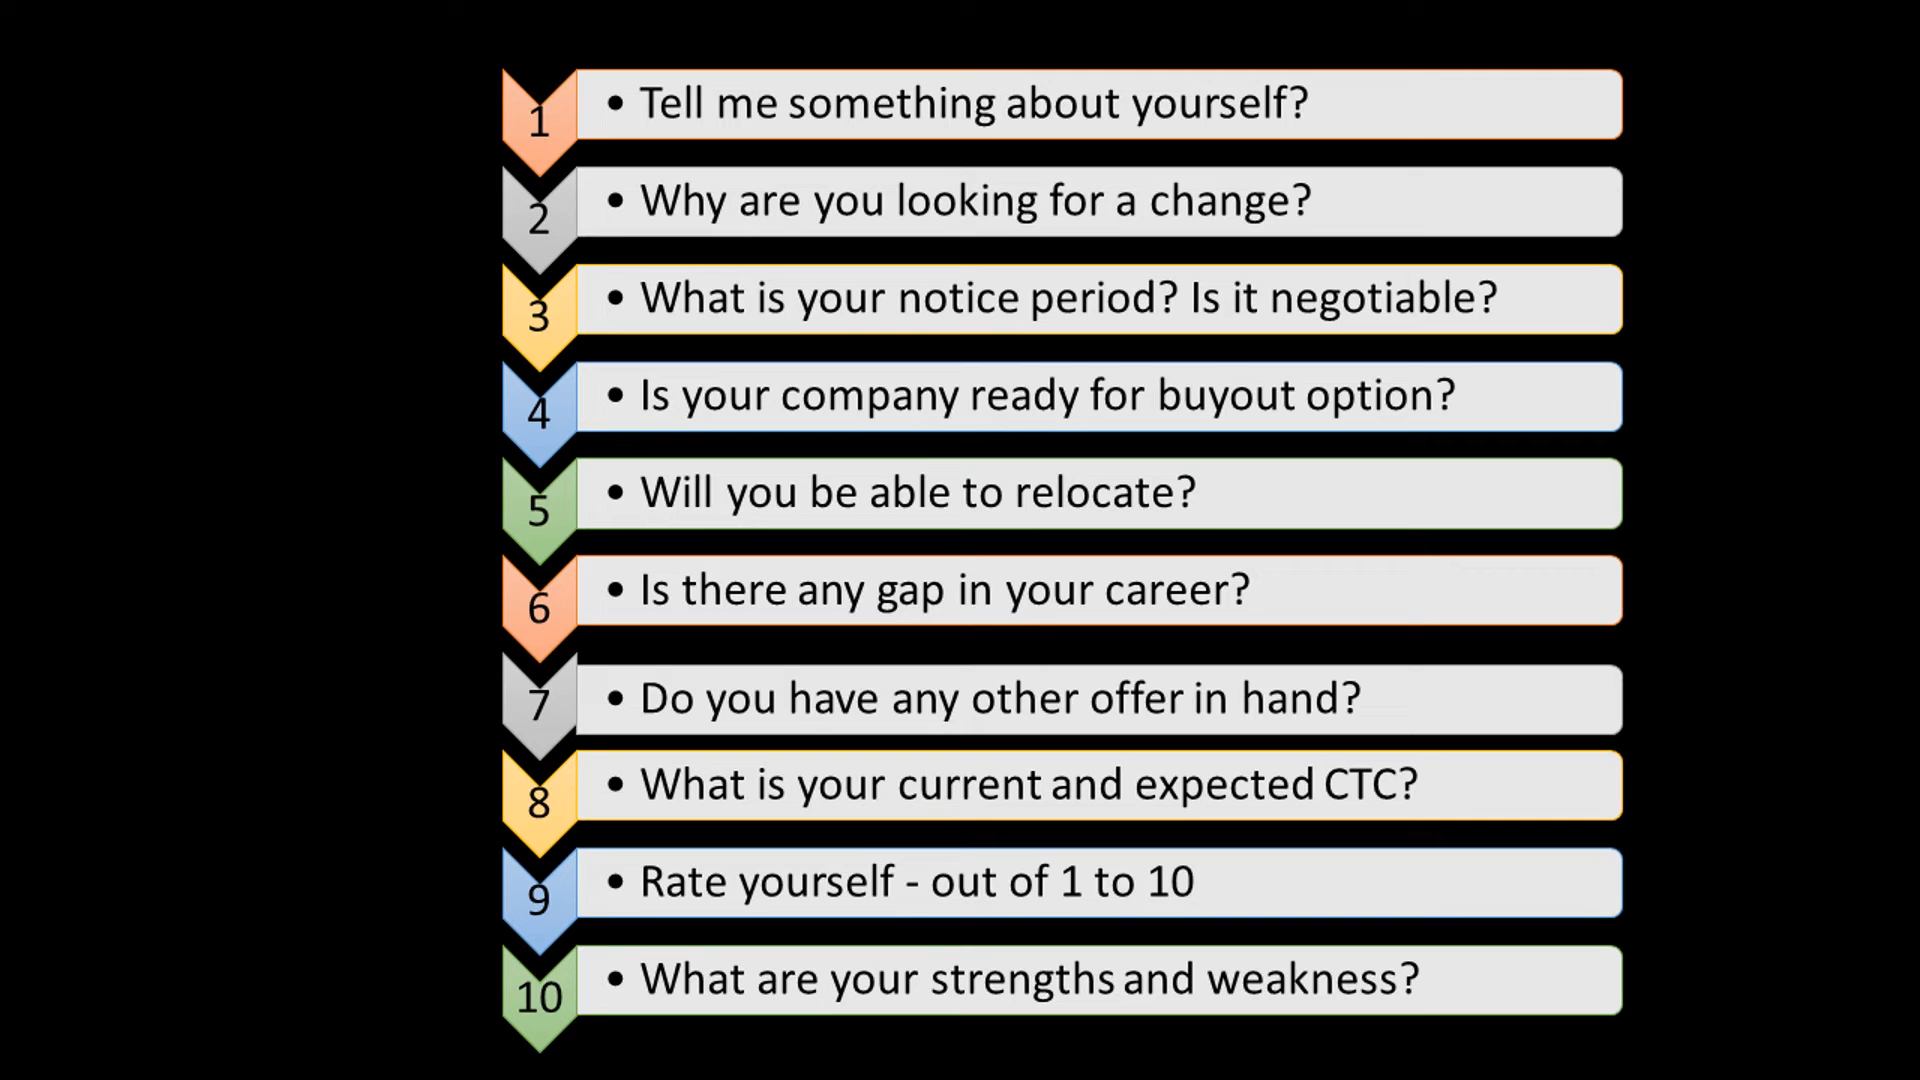 1 • Tell me something about yourself?
2 • Why are you looking for a change?
3 • What is your notice period? Is it negotiable?
4 • Is your company ready for buyout option?
5 • Will you be able to relocate?
6 • Is there any gap in your career?
7 • Do you have any other offer in hand?
8 • What is your current and expected CTC?
9 • Rate yourself - out of 1 to 10
10 • What are your strengths and weakness?